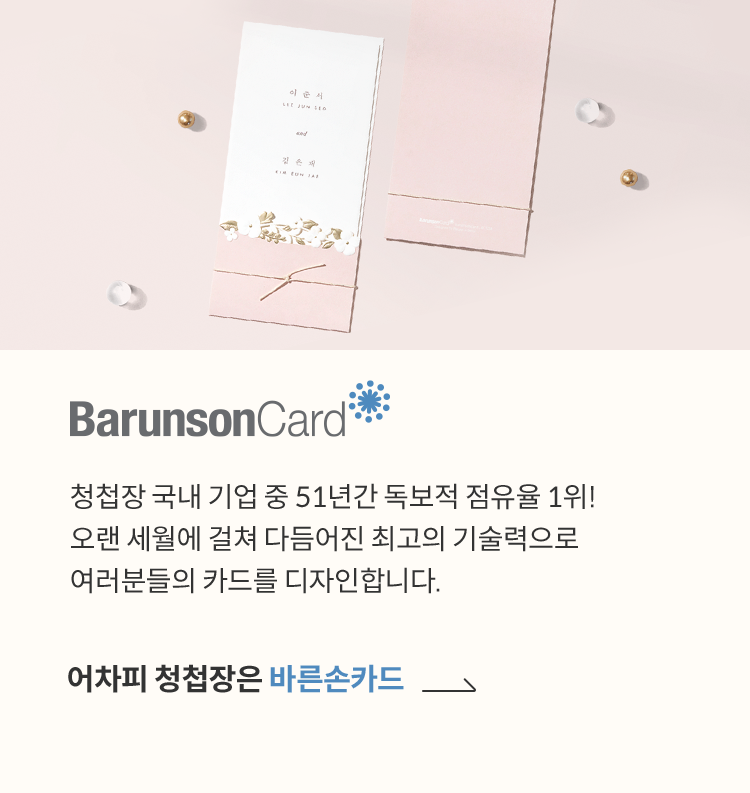 이 준 서
LEE JUN SEO
and
김 은 재
KIM EUN JAE
BarunsonCard
청첩장 국내 기업 중 51년간 독보적 점유율 1위!
오랜 세월에 걸쳐 다듬어진 최고의 기술력으로
여러분들의 카드를 디자인합니다.
어차피 청첩장은 바른손카드